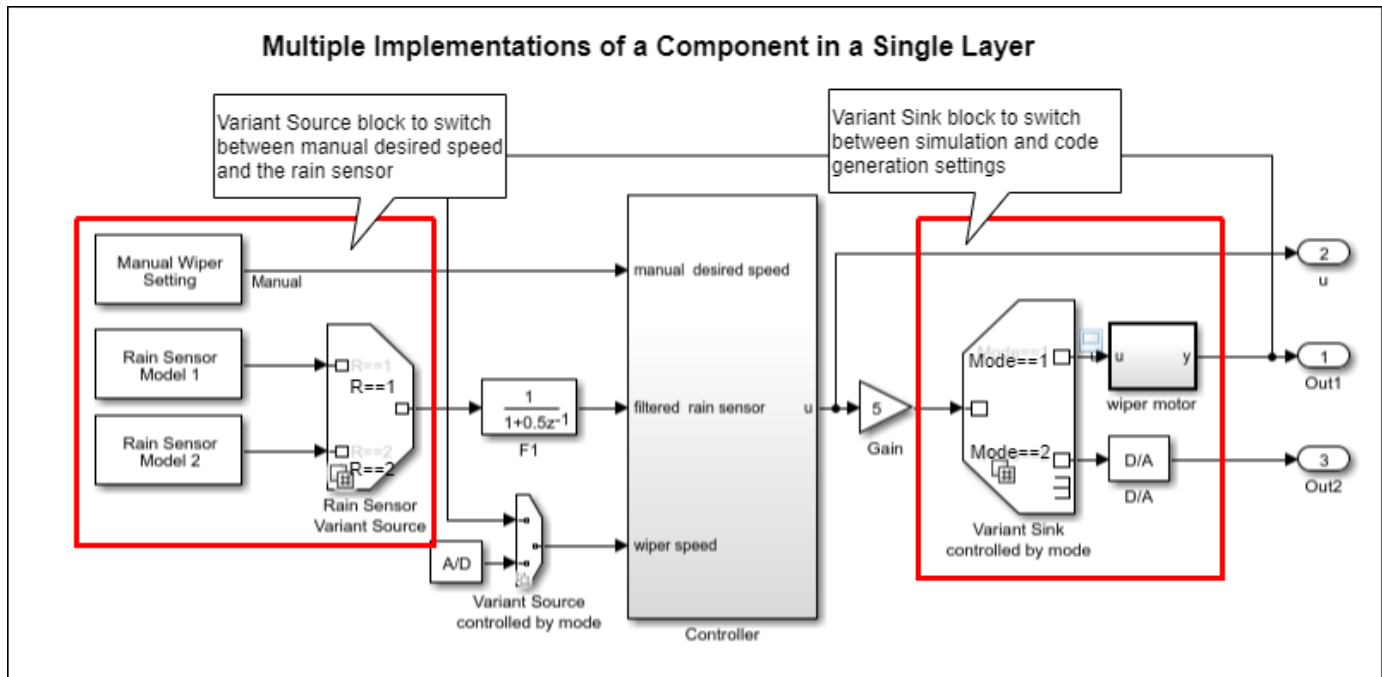 Multiple Implementations of a Component in a Single Layer
Variant Source block to switch
between manual desired speed
and the rain sensor
Variant Sink block to switch
between simulation and code
generation settings
Manual Wiper
Setting
Manual
Rain Sensor
Model 1
Rain Sensor
Model 2
R==1
R==1
R==2
R==2
Rain Sensor
Variant Source
1
1+0.5z-1
F1
A/D
Variant Source
controlled by mode
manual desired speed
filtered rain sensor
wiper speed
u
Controller
5
Gain
Mode==1
Mode==2
Variant Sink
controlled by mode
u
y
wiper motor
D/A
D/A
2
u
1
Out1
3
Out2